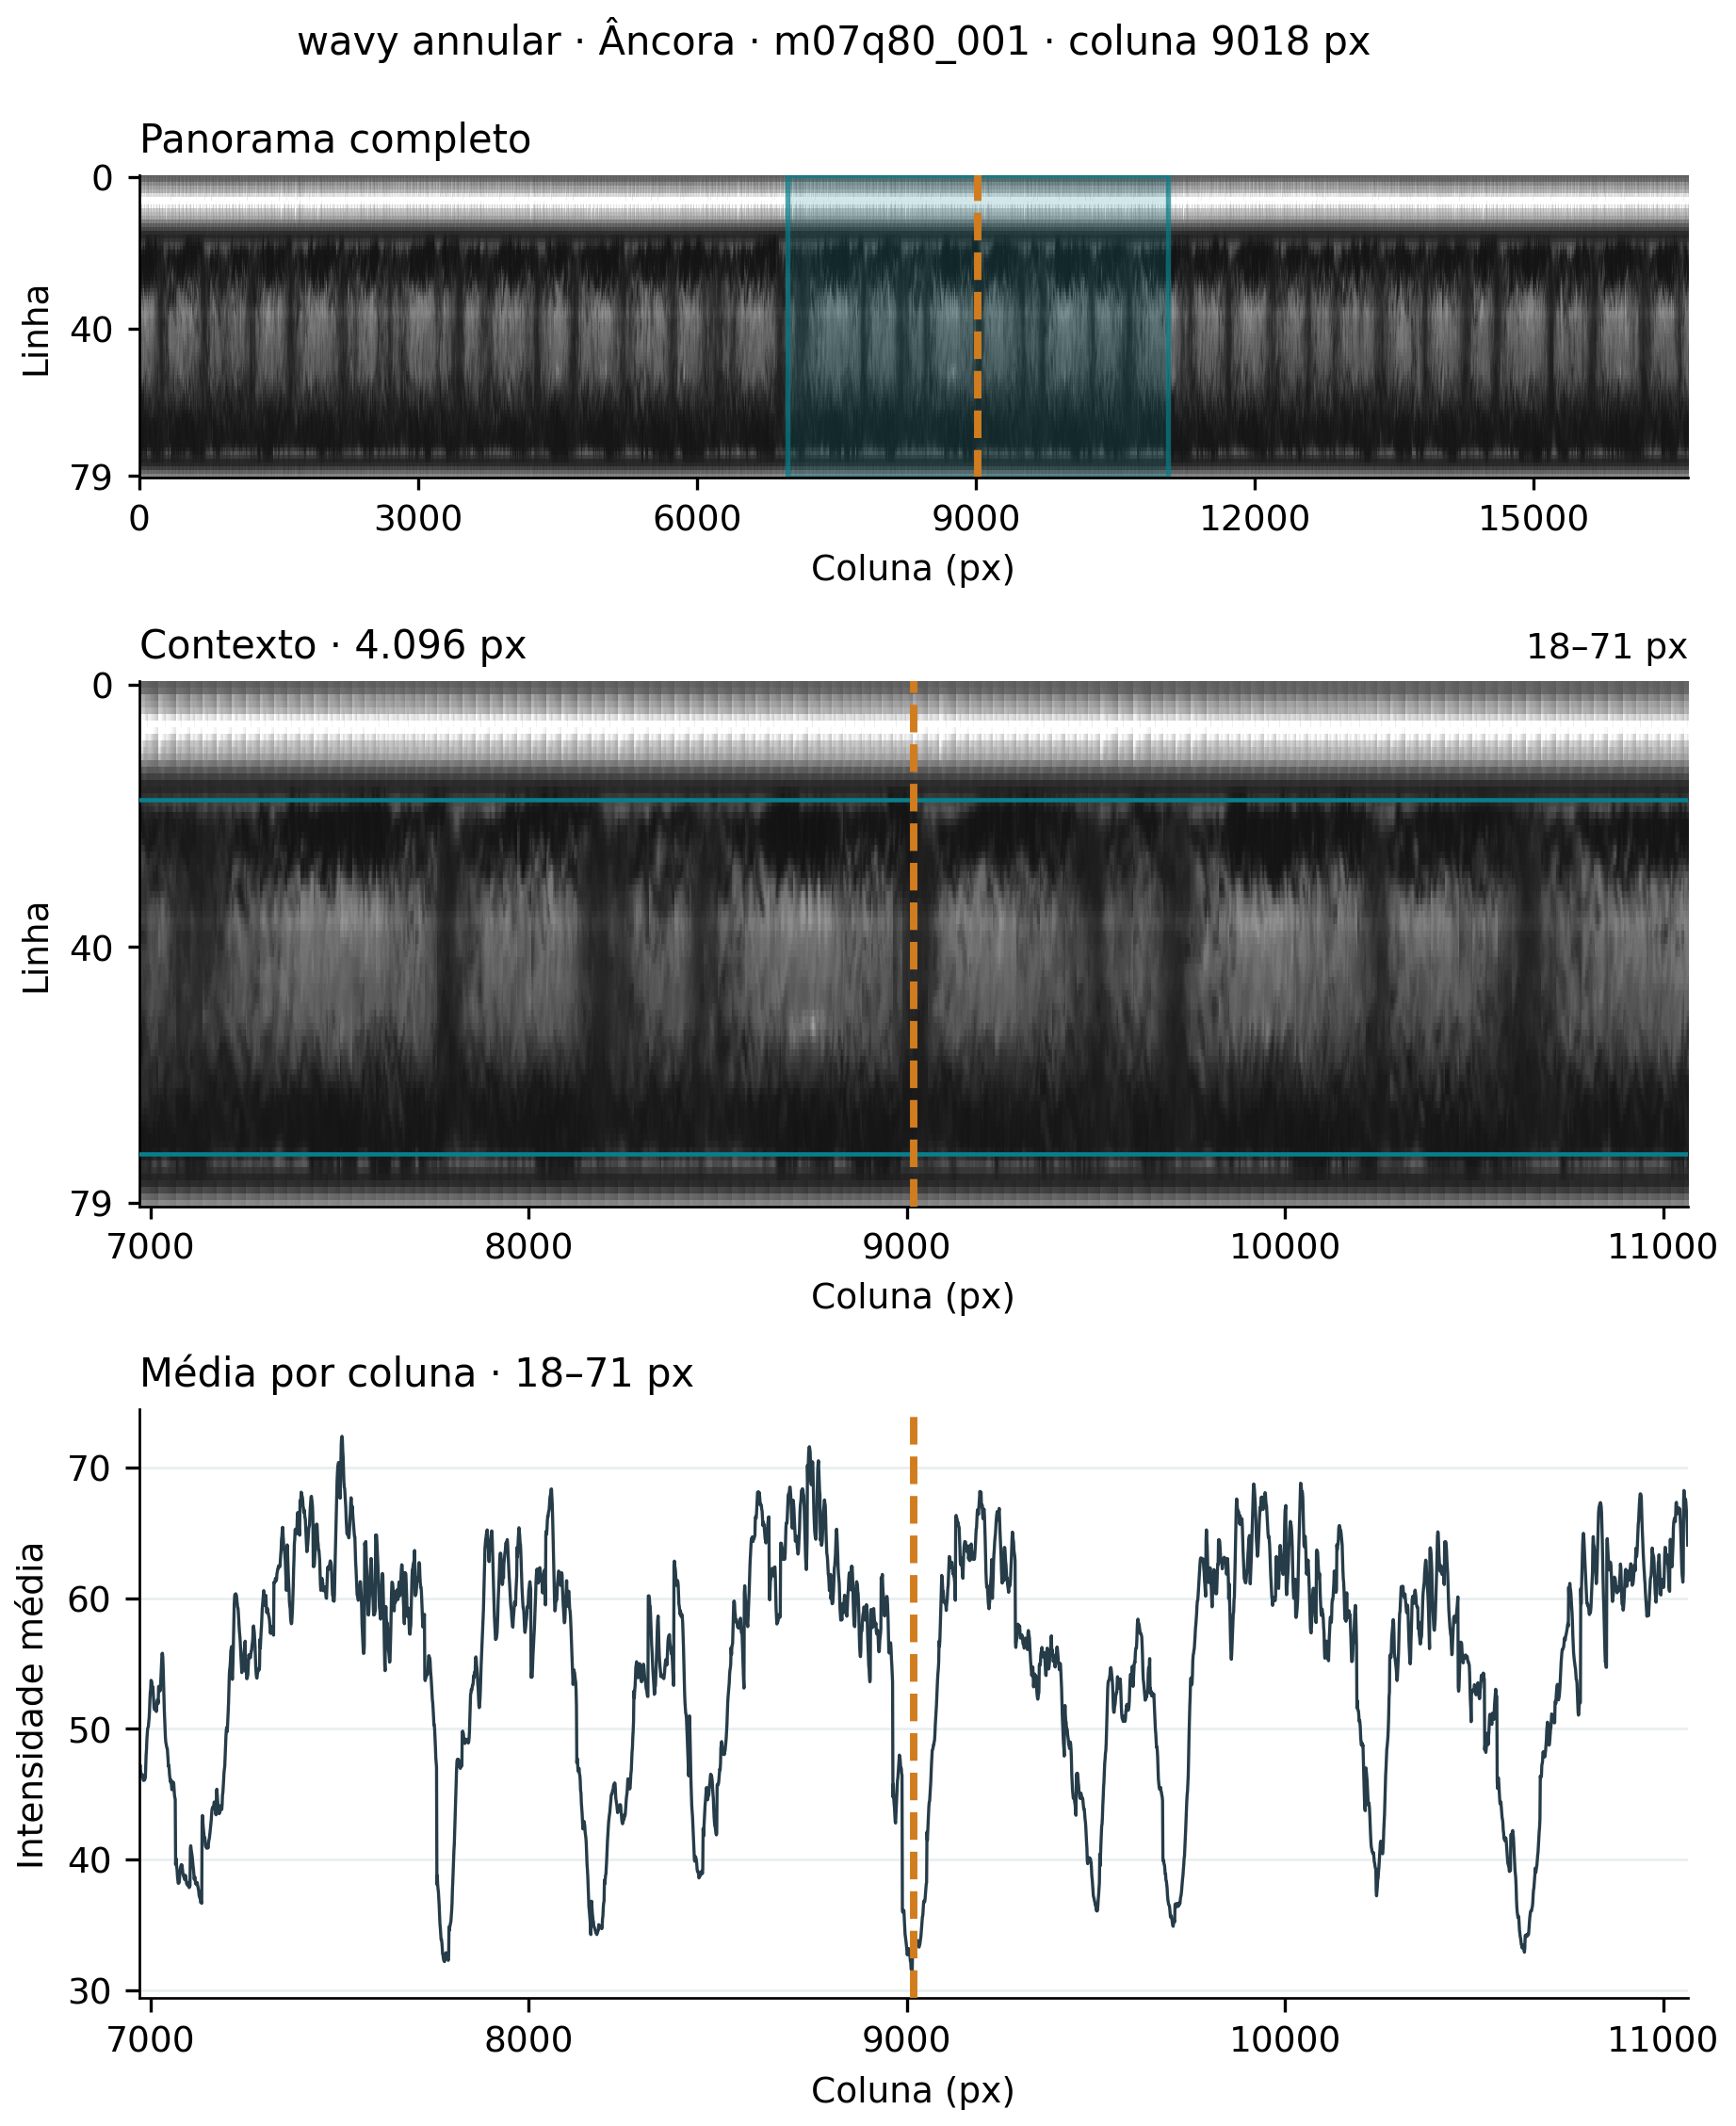 wavy annular · Âncora · m07q80_001 · coluna 9018 px
Panorama completo
0
40
79
Linha
0 3000 6000 9000 12000 15000
Coluna (px)
Contexto · 4.096 px 18–71 px
0
40
79
Linha
7000 8000 9000 10000 11000
Coluna (px)
Média por coluna · 18–71 px
70
60
50
40
30
Intensidade média
7000 8000 9000 10000 11000
Coluna (px)